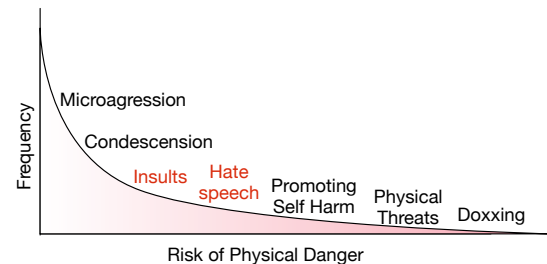 Frequency
Microagression
Condescension
Insults
Hate
speech
Promoting
Self Harm
Physical
Threats
Doxxing
Risk of Physical Danger